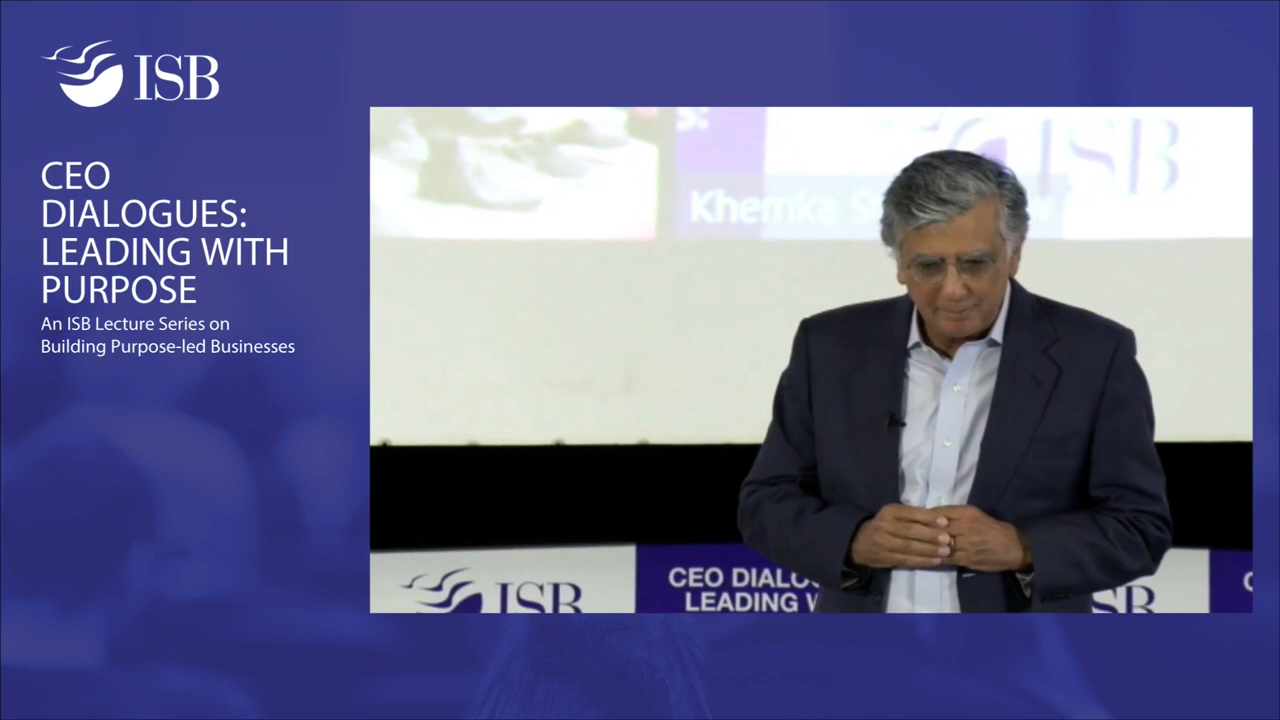 ISB
CEO
DIALOGUES:
LEADING WITH
PURPOSE
An ISB Lecture Series on
Building Purpose-led Businesses
ISB
Khemka
ISB
CEO DIALO
LEADING W
SB